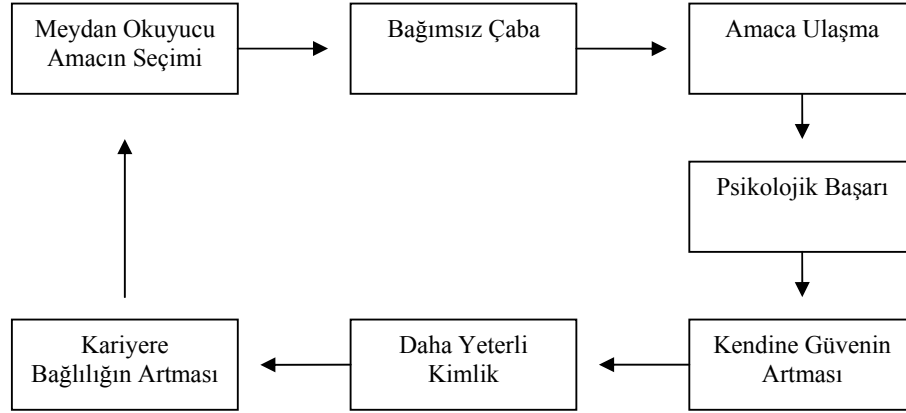 Meydan Okuyucu
Amacın Seçimi
Bağımsız Çaba
Amaca Ulaşma
Psikolojik Başarı
Kendine Güvenin
Artması
Daha Yeterli
Kimlik
Kariyere
Bağlılığın Artması